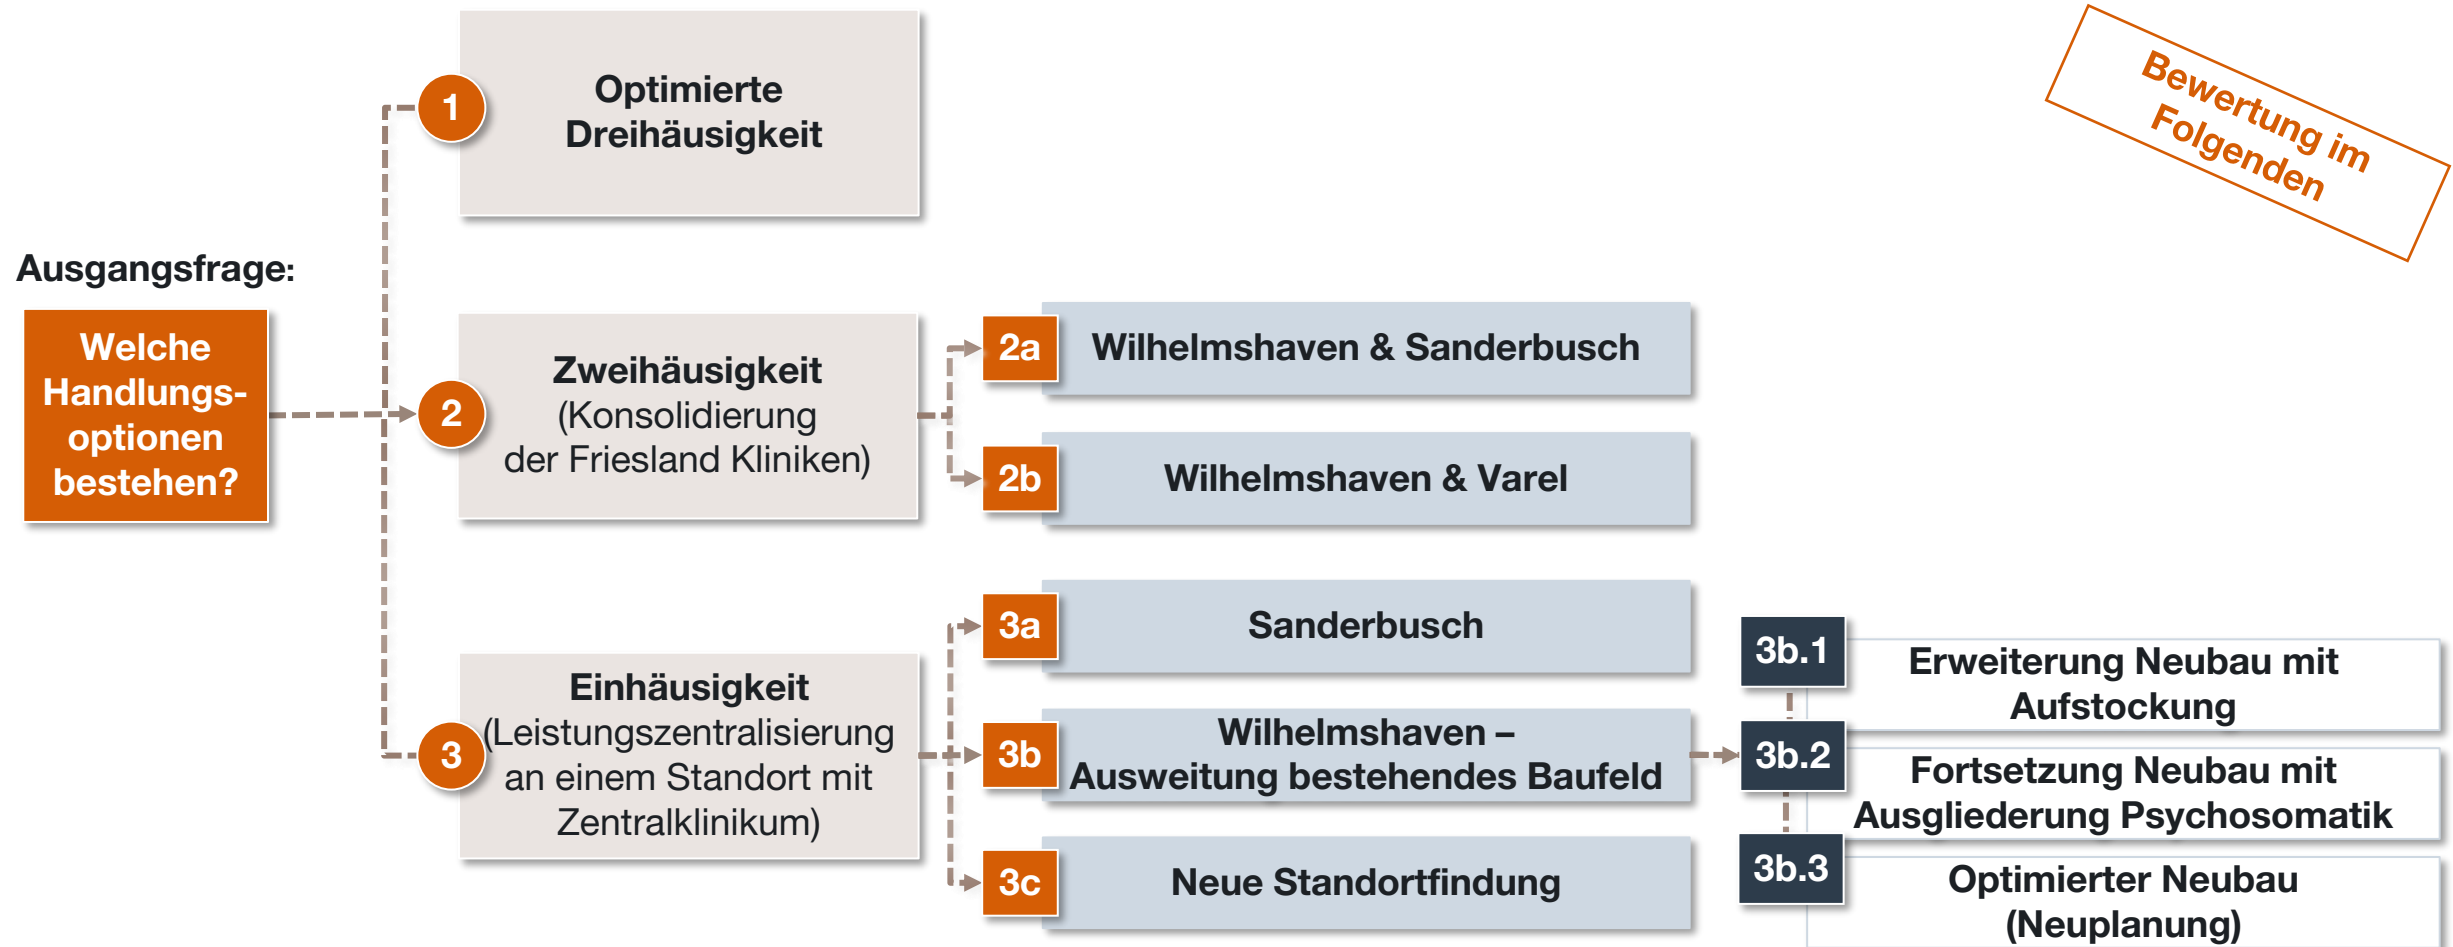 Bewertung im
Folgenden
Ausgangsfrage:
Welche
Handlungs-
optionen
bestehen?
1
Optimierte
Dreihäusigkeit
2
Zweihäusigkeit
(Konsolidierung
der Friesland Kliniken)
2a
Wilhelmshaven & Sanderbusch
2b
Wilhelmshaven & Varel
3
Einhäusigkeit
(Leistungszentralisierung
an einem Standort mit
Zentralklinikum)
3a
Sanderbusch
3b
Wilhelmshaven –
Ausweitung bestehendes Baufeld
3b.1
Erweiterung Neubau mit
Aufstockung
3b.2
Fortsetzung Neubau mit
Ausgliederung Psychosomatik
3b.3
Optimierter Neubau
(Neuplanung)
3c
Neue Standortfindung